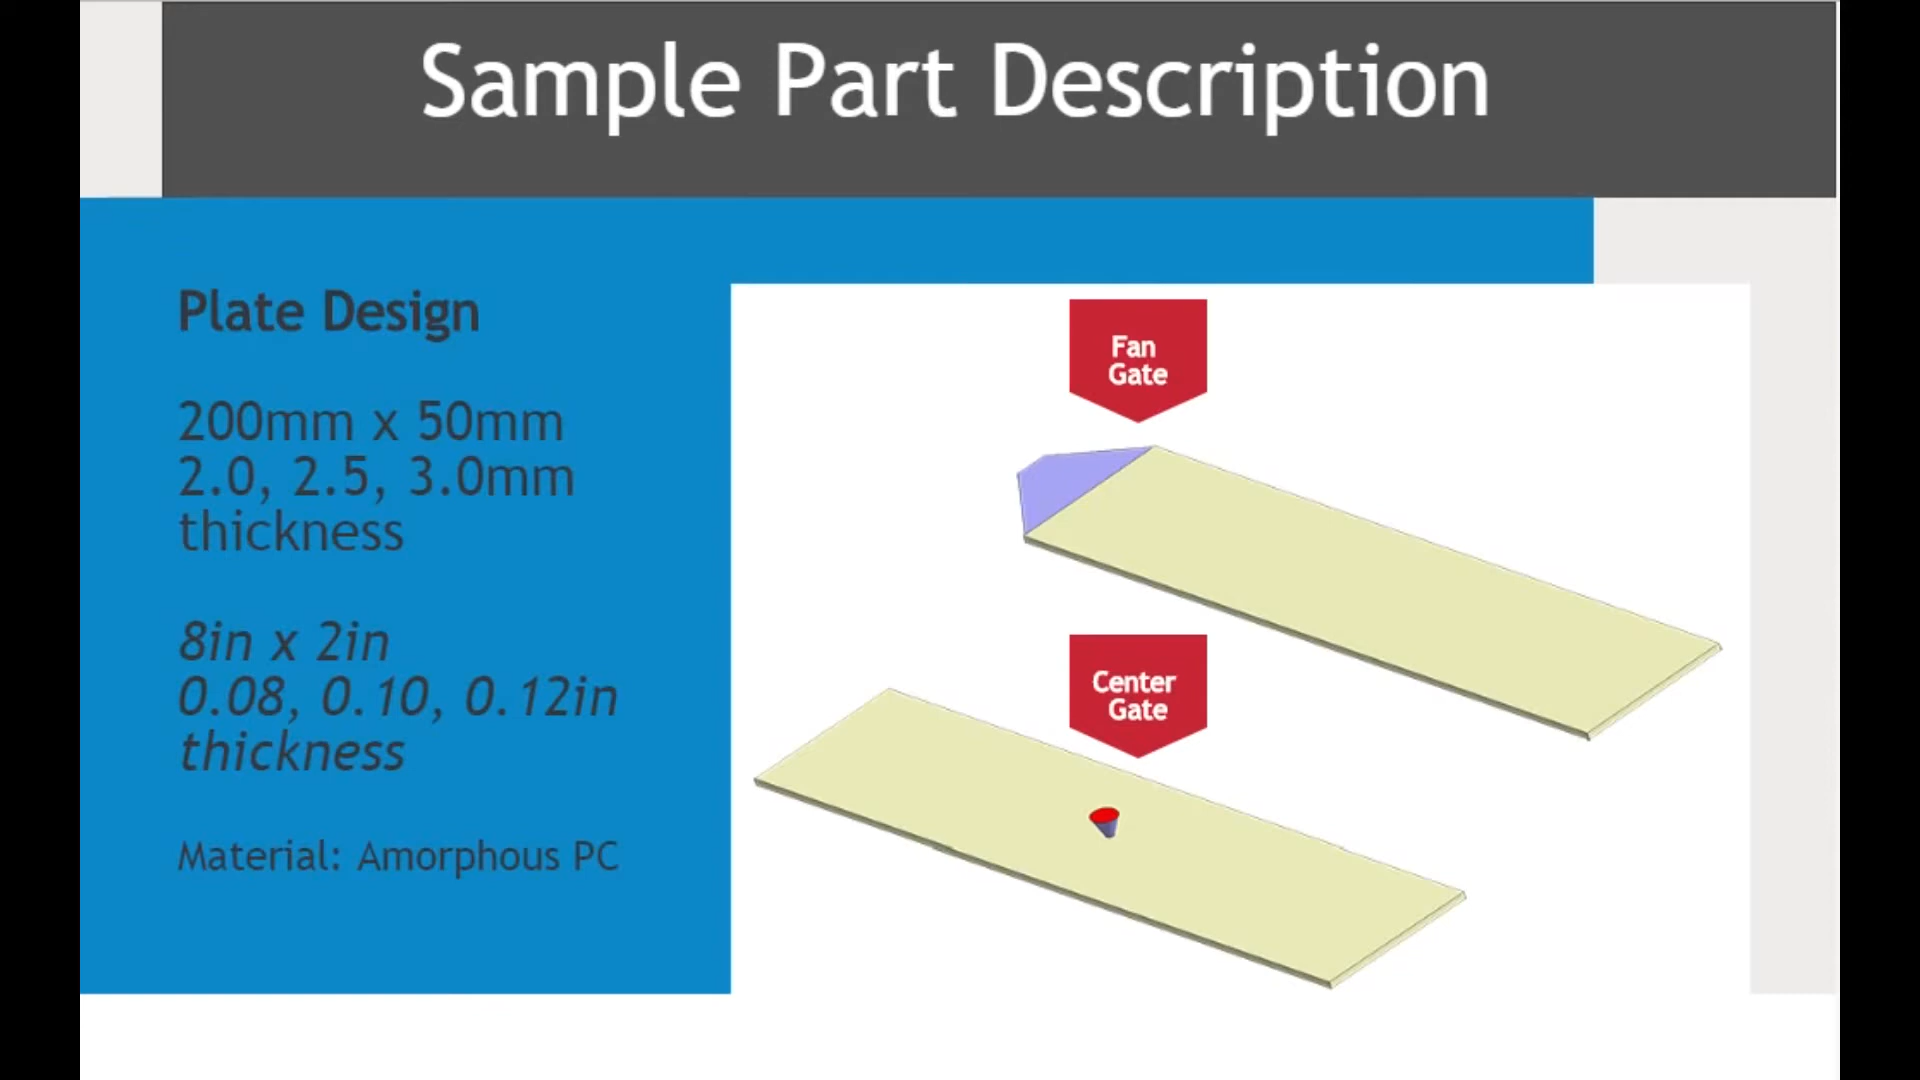 Sample Part Description
Plate Design
200mm x 50mm
2.0, 2.5, 3.0mm
thickness
8in x 2in
0.08, 0.10, 0.12in
thickness
Material: Amorphous PC
Fan
Gate
Center
Gate